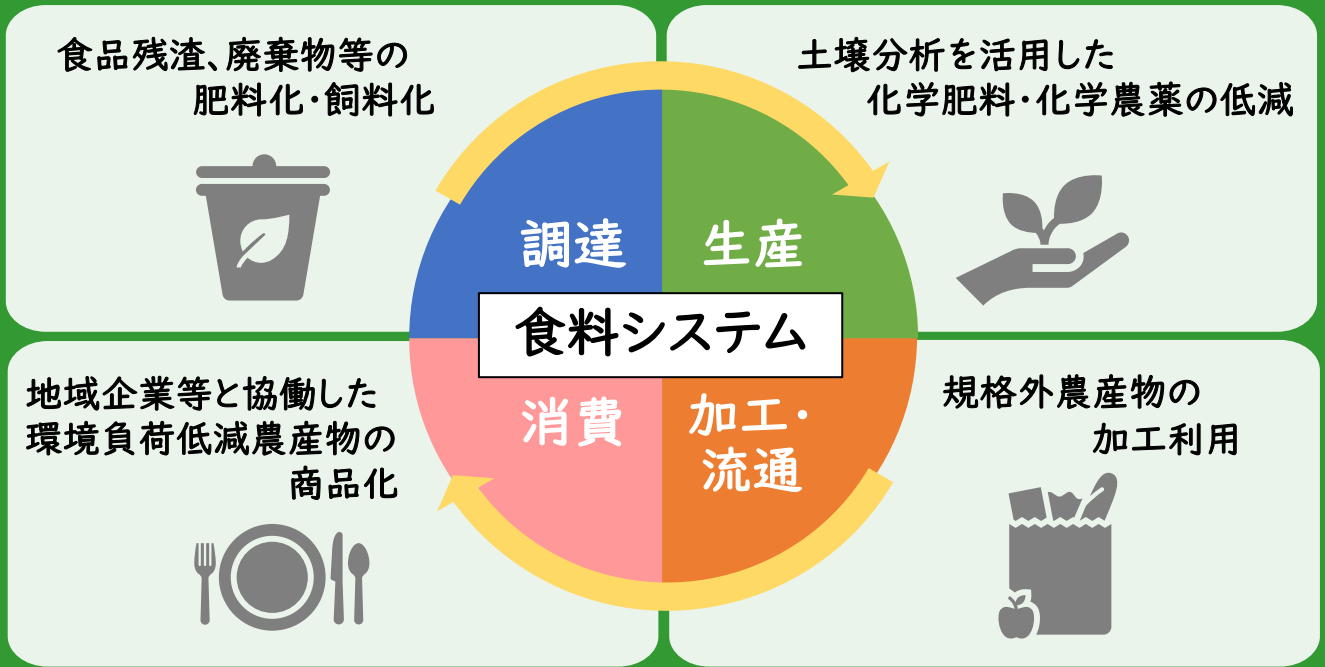 食品残渣、廃棄物等の
肥料化・飼料化
土壌分析を活用した
化学肥料・化学農薬の低減
調達
生産
食料システム
消費
加工・
流通
地域企業等と協働した
環境負荷低減農産物の
商品化
規格外農産物の
加工利用